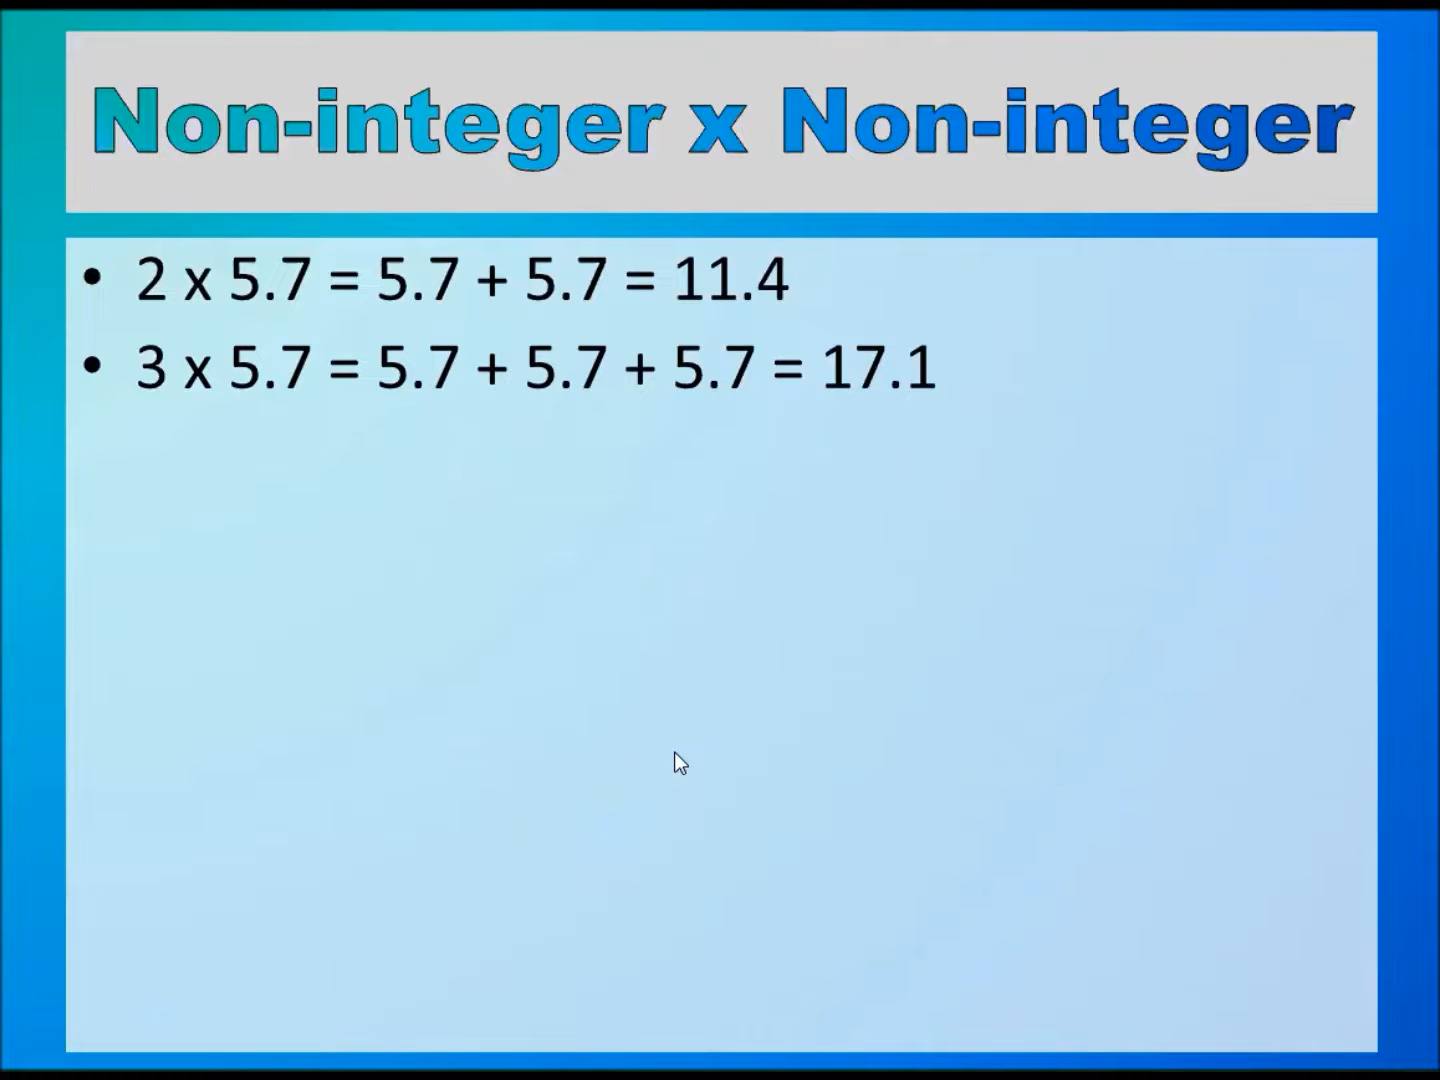 Non-integer x Non-integer
• 2 x 5.7 = 5.7 + 5.7 = 11.4
• 3 x 5.7 = 5.7 + 5.7 + 5.7 = 17.1